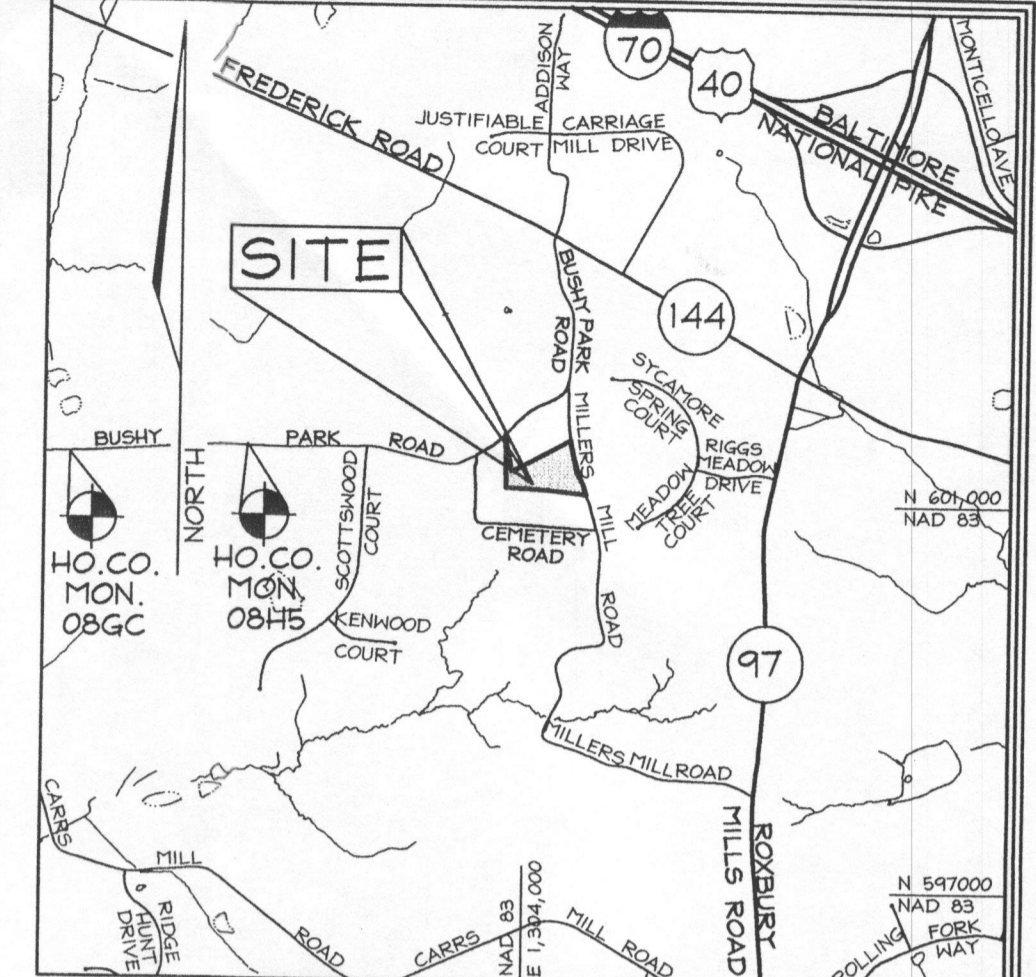 ADDISON
WAY
70
40
MONTICELLO AVE.
FREDERICK ROAD
JUSTIFIABLE
COURT
CARRIAGE
MILL DRIVE
BALTIMORE
NATIONAL PIKE
SITE
BUSHY PARK
ROAD
144
SYCAMORE
SPRING
COURT
MILLERS
MILL
ROAD
BUSHY
PARK
ROAD
RIGGS
MEADOW
DRIVE
MEADOW
TREE
COURT
NORTH
SCOTTSWOOD
COURT
N 601,000
NAD 83
CEMETERY
ROAD
HO.CO.
MON.
08GC
HO.CO.
MON.
08H5
KENWOOD
COURT
97
MILLERS MILL ROAD
CARRS
MILL
ROAD
RIDGE
HUNT
DRIVE
ROXBURY
MILLS ROAD
NAD 83
E 1,394,000
CARRS
MILL ROAD
N 597000
NAD 83
ROLLING
FORK
WAY